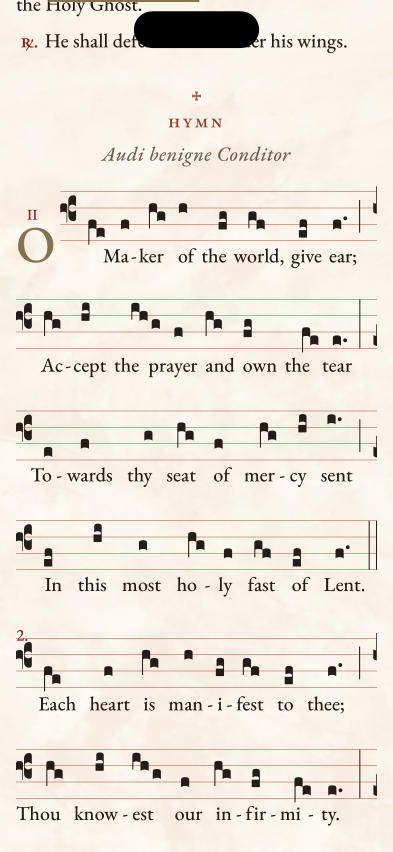 the Holy Ghost.
℟. He shall his wings.
✠
HYMN
Audi benigne Conditor
II
O Ma-ker of the world, give ear;
Ac-cept the prayer and own the tear
To-wards thy seat of mer-cy sent
In this most ho-ly fast of Lent.
2.
Each heart is man-i-fest to thee;
Thou know-est our in-fir-mi-ty.